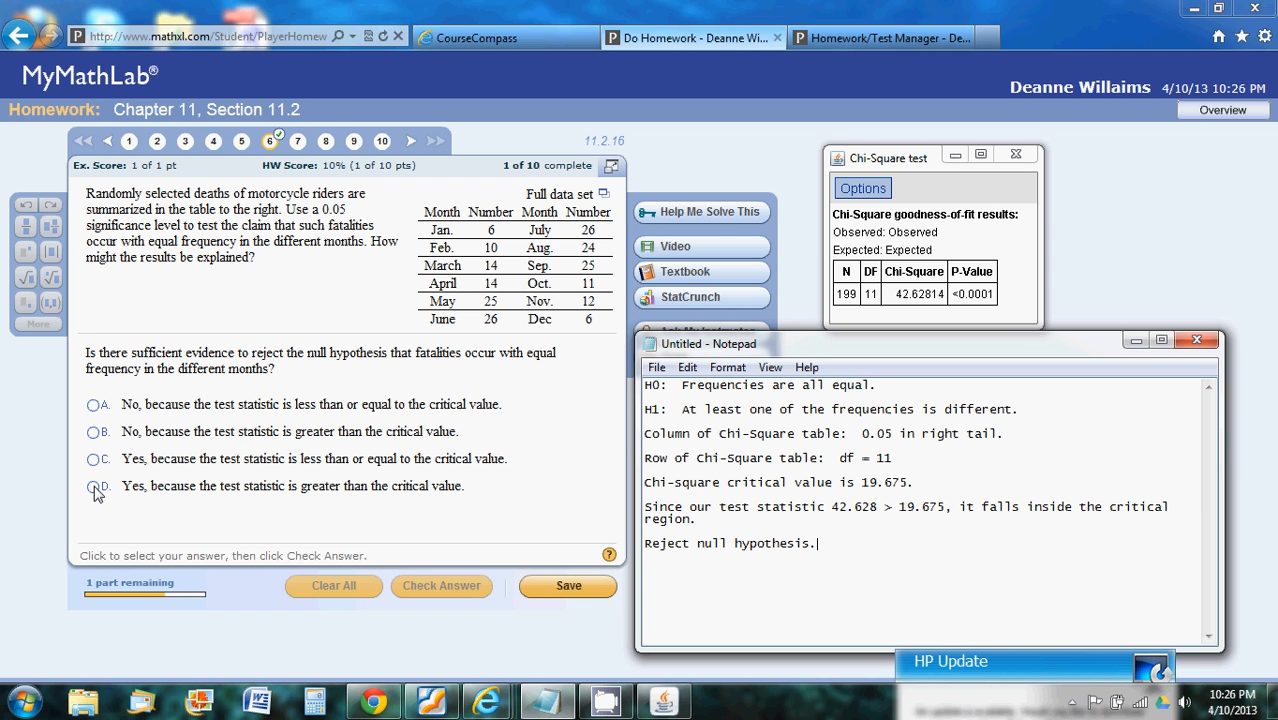 http://www.mathxl.com/Student/PlayerHomew
CourseCompass
Do Homework - Deanne Wi...
Homework/Test Manager - De...
MyMathLab®
Deanne Willaims 4/10/13 10:26 PM
Homework: Chapter 11, Section 11.2
Overview
1 2 3 4 5 6 7 8 9 10
11.2.16
Ex. Score: 1 of 1 pt HW Score: 10% (1 of 10 pts) 1 of 10 complete
Randomly selected deaths of motorcycle riders are
summarized in the table to the right. Use a 0.05
significance level to test the claim that such fatalities
occur with equal frequency in the different months. How
might the results be explained?
Full data set
Month Number Month Number
Jan. 6 July 26
Feb. 10 Aug. 24
March 14 Sep. 25
April 14 Oct. 11
May 25 Nov. 12
June 26 Dec 6
Is there sufficient evidence to reject the null hypothesis that fatalities occur with equal
frequency in the different months?
A. No, because the test statistic is less than or equal to the critical value.
B. No, because the test statistic is greater than the critical value.
C. Yes, because the test statistic is less than or equal to the critical value.
D. Yes, because the test statistic is greater than the critical value.
Click to select your answer, then click Check Answer.
?
1 part remaining
Clear All
Check Answer
Save
More
Help Me Solve This
Video
Textbook
StatCrunch
Chi-Square test
Options
Chi-Square goodness-of-fit results:
Observed: Observed
Expected: Expected
N DF Chi-Square P-Value
199 11 42.62814 <0.0001
Untitled - Notepad
File Edit Format View Help
H0: Frequencies are all equal.
H1: At least one of the frequencies is different.
Column of Chi-Square table: 0.05 in right tail.
Row of Chi-Square table: df = 11
Chi-square critical value is 19.675.
Since our test statistic 42.628 > 19.675, it falls inside the critical
region.
Reject null hypothesis.
HP Update
10:26 PM
4/10/2013